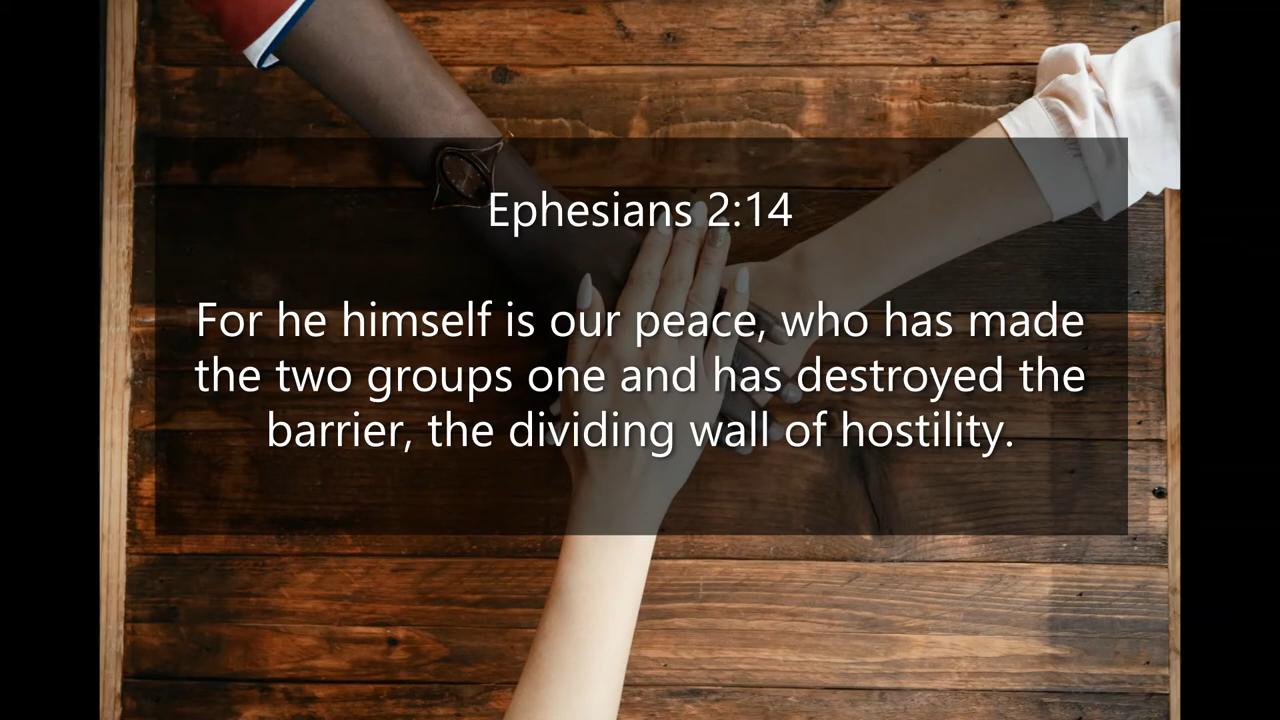 Ephesians 2:14
For he himself is our peace, who has made
the two groups one and has destroyed the
barrier, the dividing wall of hostility.